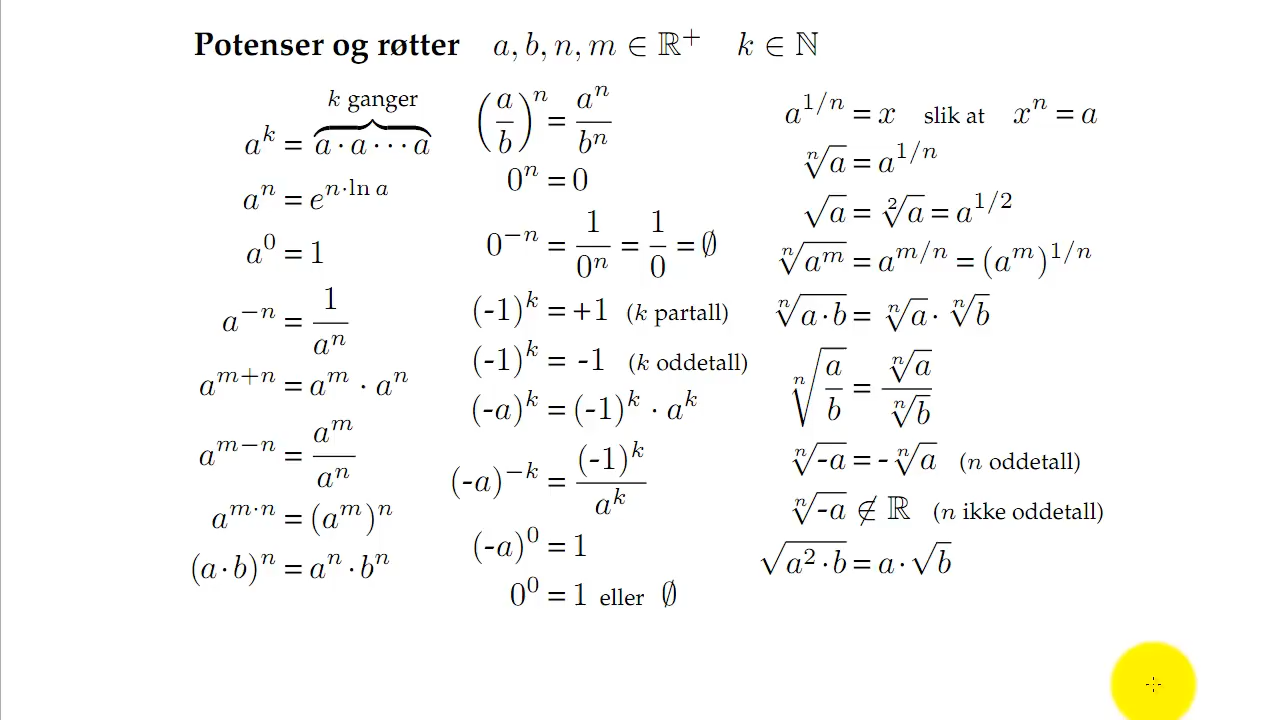 Potenser og røtter a, b, n, m ∈ ℝ⁺ k ∈ ℕ
k ganger
a^k = a · a ⋯ a
a^n = e^{n·ln a}
a^0 = 1
a^{−n} = 1/a^n
a^{m+n} = a^m · a^n
a^{m−n} = a^m/a^n
a^{m·n} = (a^m)^n
(a·b)^n = a^n · b^n
(a/b)^n = a^n/b^n
0^n = 0
0^{−n} = 1/0^n = 1/0 = ∅
(-1)^k = +1 (k partall)
(-1)^k = -1 (k oddetall)
(-a)^k = (-1)^k · a^k
(-a)^{−k} = (-1)^k/a^k
(-a)^0 = 1
0^0 = 1 eller ∅
a^{1/n} = x slik at x^n = a
ⁿ√a = a^{1/n}
√a = ²√a = a^{1/2}
ⁿ√(a^m) = a^{m/n} = (a^m)^{1/n}
ⁿ√(a·b) = ⁿ√a · ⁿ√b
ⁿ√(a/b) = ⁿ√a/ⁿ√b
ⁿ√(-a) = -ⁿ√a (n oddetall)
ⁿ√(-a) ∉ ℝ (n ikke oddetall)
√(a²·b) = a·√b